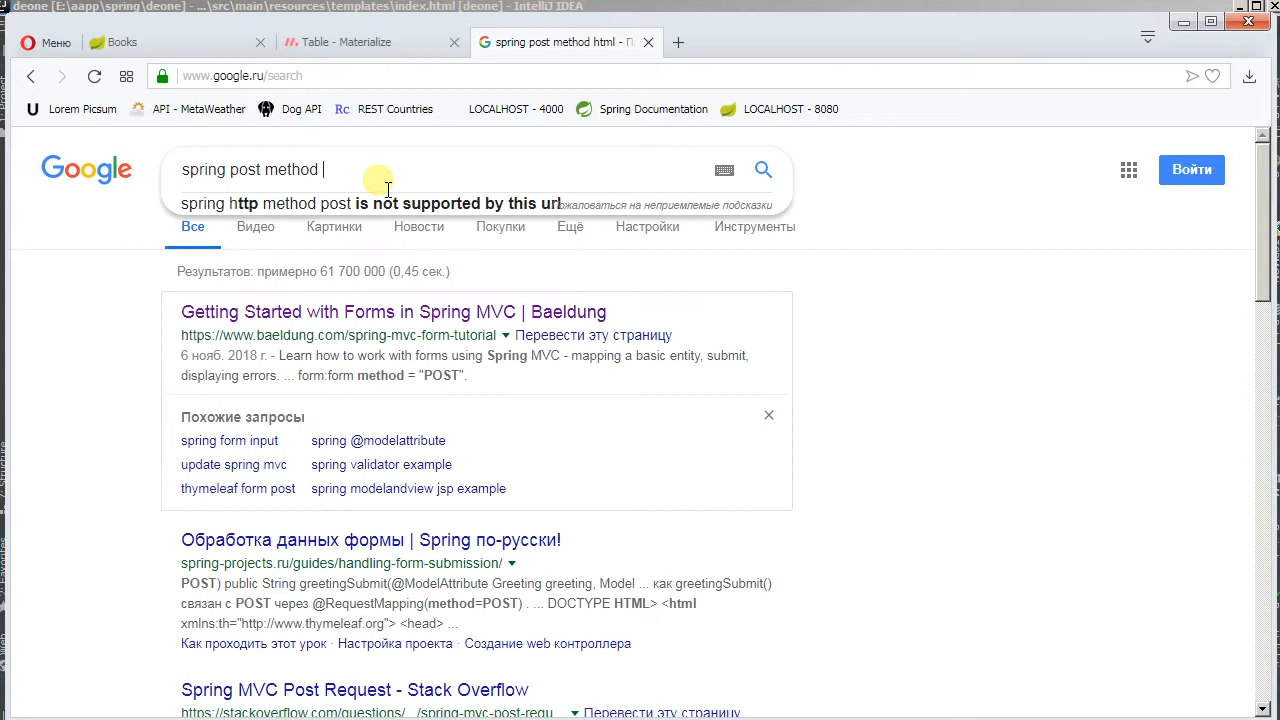 deone [E:\aapp\spring\deone] - ...\src\main\resources\templates\index.html [deone] - IntelliJ IDEA
Меню
Books
Table - Materialize
spring post method html - П
www.google.ru/search
Lorem Picsum
API - MetaWeather
Dog API
Rc REST Countries
LOCALHOST - 4000
Spring Documentation
LOCALHOST - 8080
Google
spring post method
Войти
spring http method post is not supported by this url
ожаловаться на неприемлемые подсказки
Все
Видео
Картинки
Новости
Покупки
Ещё
Настройки
Инструменты
Результатов: примерно 61 700 000 (0,45 сек.)
Getting Started with Forms in Spring MVC | Baeldung
https://www.baeldung.com/spring-mvc-form-tutorial ▼ Перевести эту страницу
6 нояб. 2018 г. - Learn how to work with forms using Spring MVC - mapping a basic entity, submit,
displaying errors. ... form:form method = "POST".
Похожие запросы
spring form input
spring @modelattribute
update spring mvc
spring validator example
thymeleaf form post
spring modelandview jsp example
Обработка данных формы | Spring по-русски!
spring-projects.ru/guides/handling-form-submission/ ▼
POST) public String greetingSubmit(@ModelAttribute Greeting greeting, Model ... как greetingSubmit()
связан с POST через @RequestMapping(method=POST) . ... DOCTYPE HTML> <html
xmlns:th="http://www.thymeleaf.org"> <head> ...
Как проходить этот урок · Настройка проекта · Создание web контроллера
Spring MVC Post Request - Stack Overflow
https://stackoverflow.com/questions/.../spring-mvc-post-requ... ▼ Перевести эту страницу